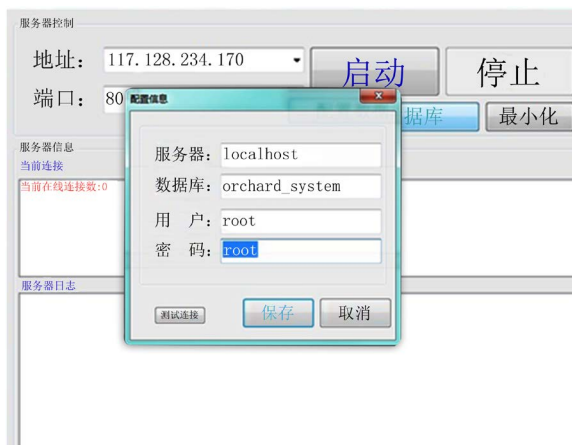 服务器控制
地址： 117.128.234.170
启动
停止
端口： 80
据库
最小化
配置信息
服务器： localhost
数据库： orchard_system
用 户： root
密 码： root
测试连接
保存
取消
服务器信息
当前连接
当前在线连接数:0
服务器日志